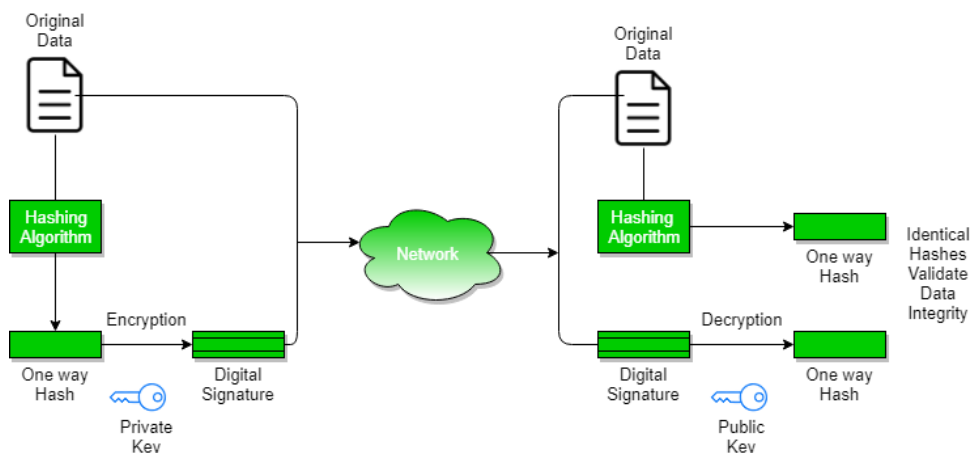 Original
Data
Hashing
Algorithm
One way
Hash
Encryption
Private
Key
Digital
Signature
Network
Original
Data
Hashing
Algorithm
One way
Hash
Identical
Hashes
Validate
Data
Integrity
Digital
Signature
Decryption
Public
Key
One way
Hash